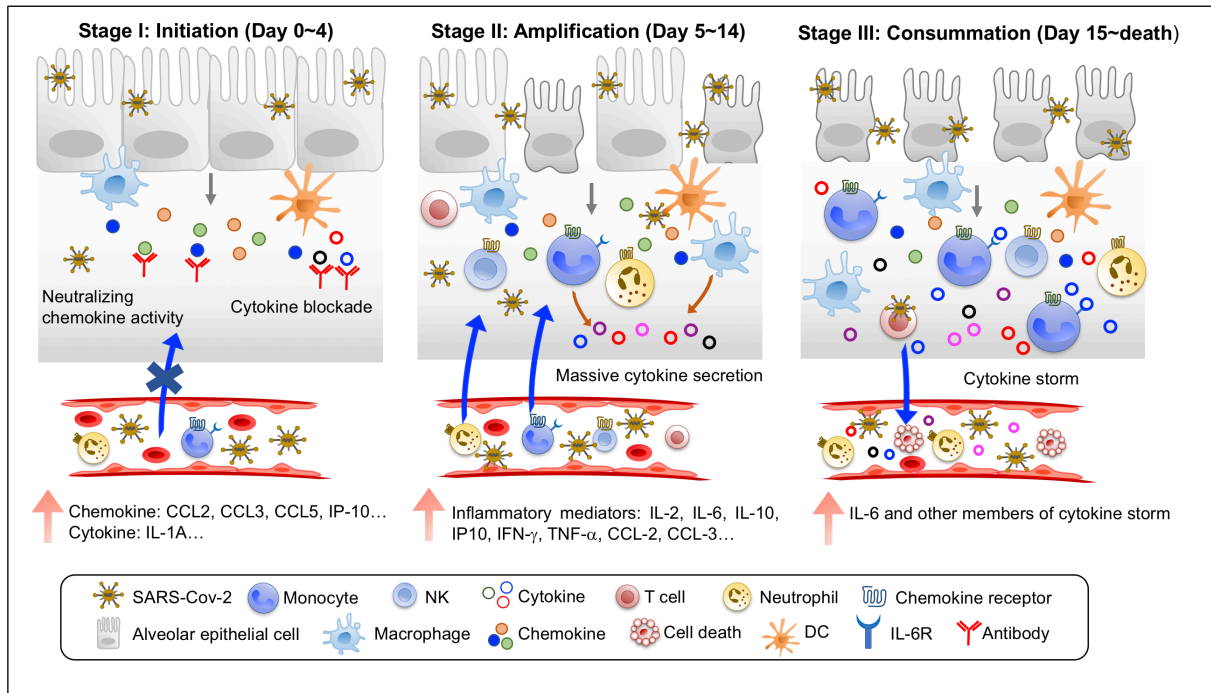 Stage I: Initiation (Day 0~4)
Stage II: Amplification (Day 5~14)
Stage III: Consummation (Day 15~death)
Neutralizing
chemokine activity
Cytokine blockade
Massive cytokine secretion
Cytokine storm
Chemokine: CCL2, CCL3, CCL5, IP-10…
Cytokine: IL-1A…
Inflammatory mediators: IL-2, IL-6, IL-10,
IP10, IFN-γ, TNF-α, CCL-2, CCL-3…
IL-6 and other members of cytokine storm
SARS-Cov-2
Monocyte
NK
Cytokine
T cell
Neutrophil
Chemokine receptor
Alveolar epithelial cell
Macrophage
Chemokine
Cell death
DC
IL-6R
Antibody